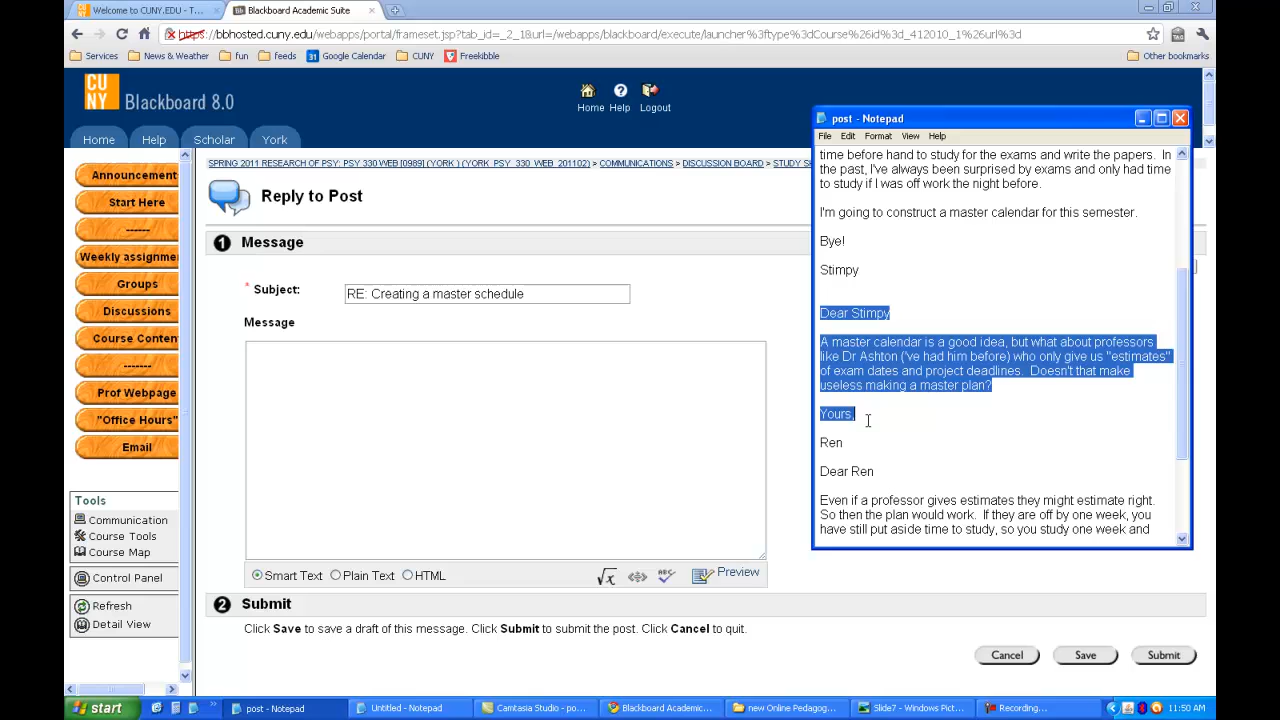 Welcome to CUNY.EDU - T...
Blackboard Academic Suite
https://bbhosted.cuny.edu/webapps/portal/frameset.jsp?tab_id=_2_1&url=/webapps/blackboard/execute/launcher%3ftype%3dCourse%26id%3d_412010_1%26url%3d
Services
News & Weather
fun
feeds
31 Google Calendar
CUNY
Freekibble
Other bookmarks
CU
NY
Blackboard 8.0
Home
Help
Logout
Home
Help
Scholar
York
Announcement
Start Here
------
Weekly assignme
Groups
Discussions
Course Conten
-------
Prof Webpage
"Office Hours"
Email
Tools
Communication
Course Tools
Course Map
Control Panel
Refresh
Detail View
SPRING 2011 RESEARCH OF PSY: PSY 330 WEB [0989] (YORK ) (YORK_PSY_330_WEB_201102) > COMMUNICATIONS > DISCUSSION BOARD > STUDY S
Reply to Post
1 Message
* Subject: RE: Creating a master schedule
Message
Smart Text Plain Text HTML
√x
ABC
Preview
2 Submit
Click Save to save a draft of this message. Click Submit to submit the post. Click Cancel to quit.
Cancel
Save
Submit
post - Notepad
File Edit Format View Help
time before hand to study for the exams and write the papers. In
the past, I've always been surprised by exams and only had time
to study if I was off work the night before.
I'm going to construct a master calendar for this semester.
Bye!
Stimpy
Dear Stimpy
A master calendar is a good idea, but what about professors
like Dr Ashton ('ve had him before) who only give us "estimates"
of exam dates and project deadlines. Doesn't that make
useless making a master plan?
Yours,
Ren
Dear Ren
Even if a professor gives estimates they might estimate right.
So then the plan would work. If they are off by one week, you
have still put aside time to study, so you study one week and
start
post - Notepad
Untitled - Notepad
Camtasia Studio - po...
Blackboard Academic...
new Online Pedagog...
Slide7 - Windows Pict...
Recording...
11:50 AM